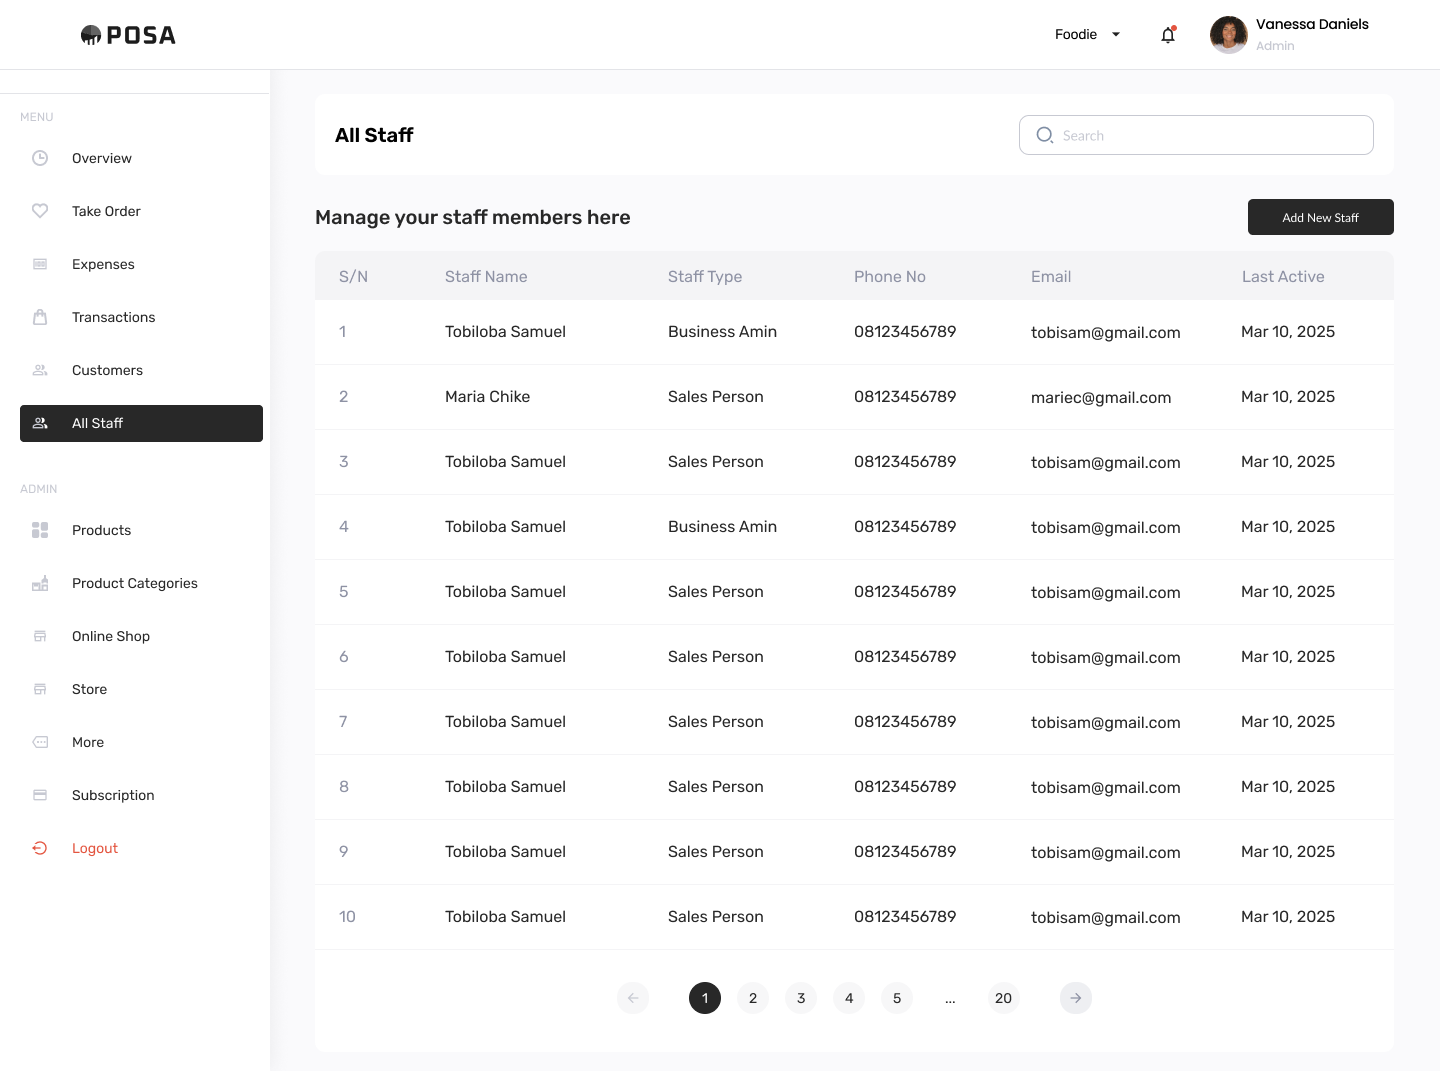 POSA
Foodie
Vanessa Daniels
Admin
MENU
Overview
Take Order
Expenses
Transactions
Customers
All Staff
ADMIN
Products
Product Categories
Online Shop
Store
More
Subscription
Logout
All Staff
Search
Manage your staff members here
Add New Staff
S/N Staff Name Staff Type Phone No Email Last Active
1 Tobiloba Samuel Business Amin 08123456789 tobisam@gmail.com Mar 10, 2025
2 Maria Chike Sales Person 08123456789 mariec@gmail.com Mar 10, 2025
3 Tobiloba Samuel Sales Person 08123456789 tobisam@gmail.com Mar 10, 2025
4 Tobiloba Samuel Business Amin 08123456789 tobisam@gmail.com Mar 10, 2025
5 Tobiloba Samuel Sales Person 08123456789 tobisam@gmail.com Mar 10, 2025
6 Tobiloba Samuel Sales Person 08123456789 tobisam@gmail.com Mar 10, 2025
7 Tobiloba Samuel Sales Person 08123456789 tobisam@gmail.com Mar 10, 2025
8 Tobiloba Samuel Sales Person 08123456789 tobisam@gmail.com Mar 10, 2025
9 Tobiloba Samuel Sales Person 08123456789 tobisam@gmail.com Mar 10, 2025
10 Tobiloba Samuel Sales Person 08123456789 tobisam@gmail.com Mar 10, 2025
1 2 3 4 5 ... 20